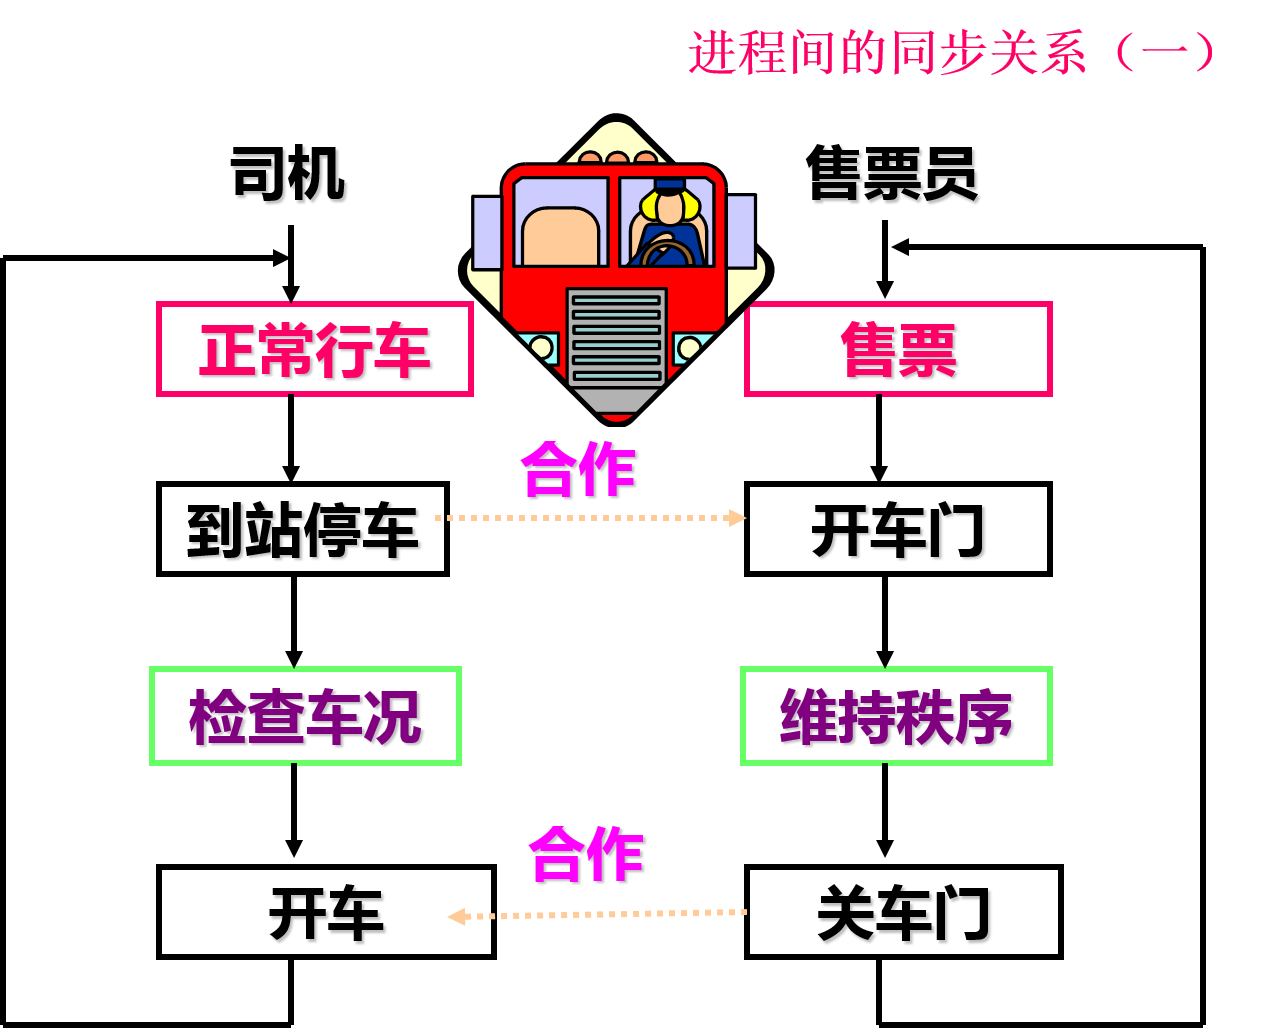 进程间的同步关系（一）
司机
售票员
正常行车
售票
合作
到站停车
开车门
检查车况
维持秩序
合作
开车
关车门